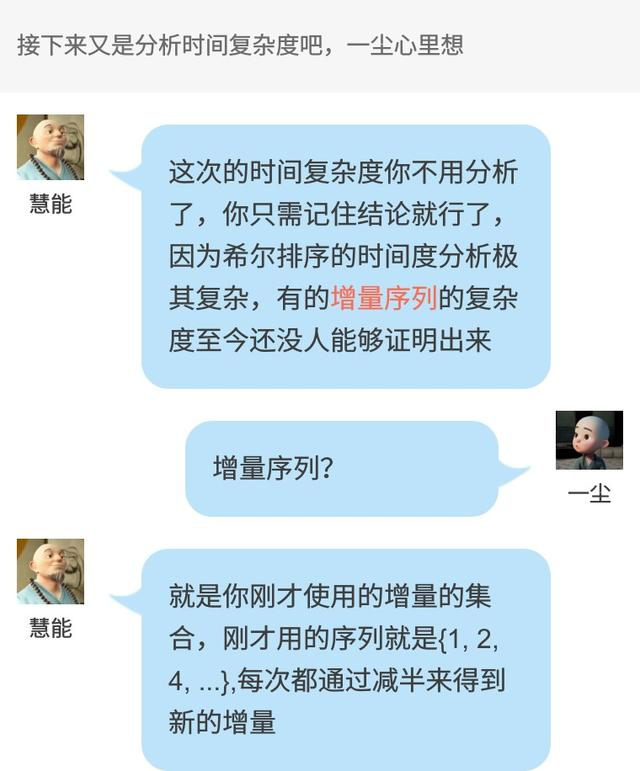 接下来又是分析时间复杂度吧，一尘心里想
慧能
这次的时间复杂度你不用分析
了，你只需记住结论就行了，
因为希尔排序的时间度分析极
其复杂，有的增量序列的复杂
度至今还没人能够证明出来
增量序列？
一尘
慧能
就是你刚才使用的增量的集
合，刚才用的序列就是{1, 2,
4, ...},每次都通过减半来得到
新的增量